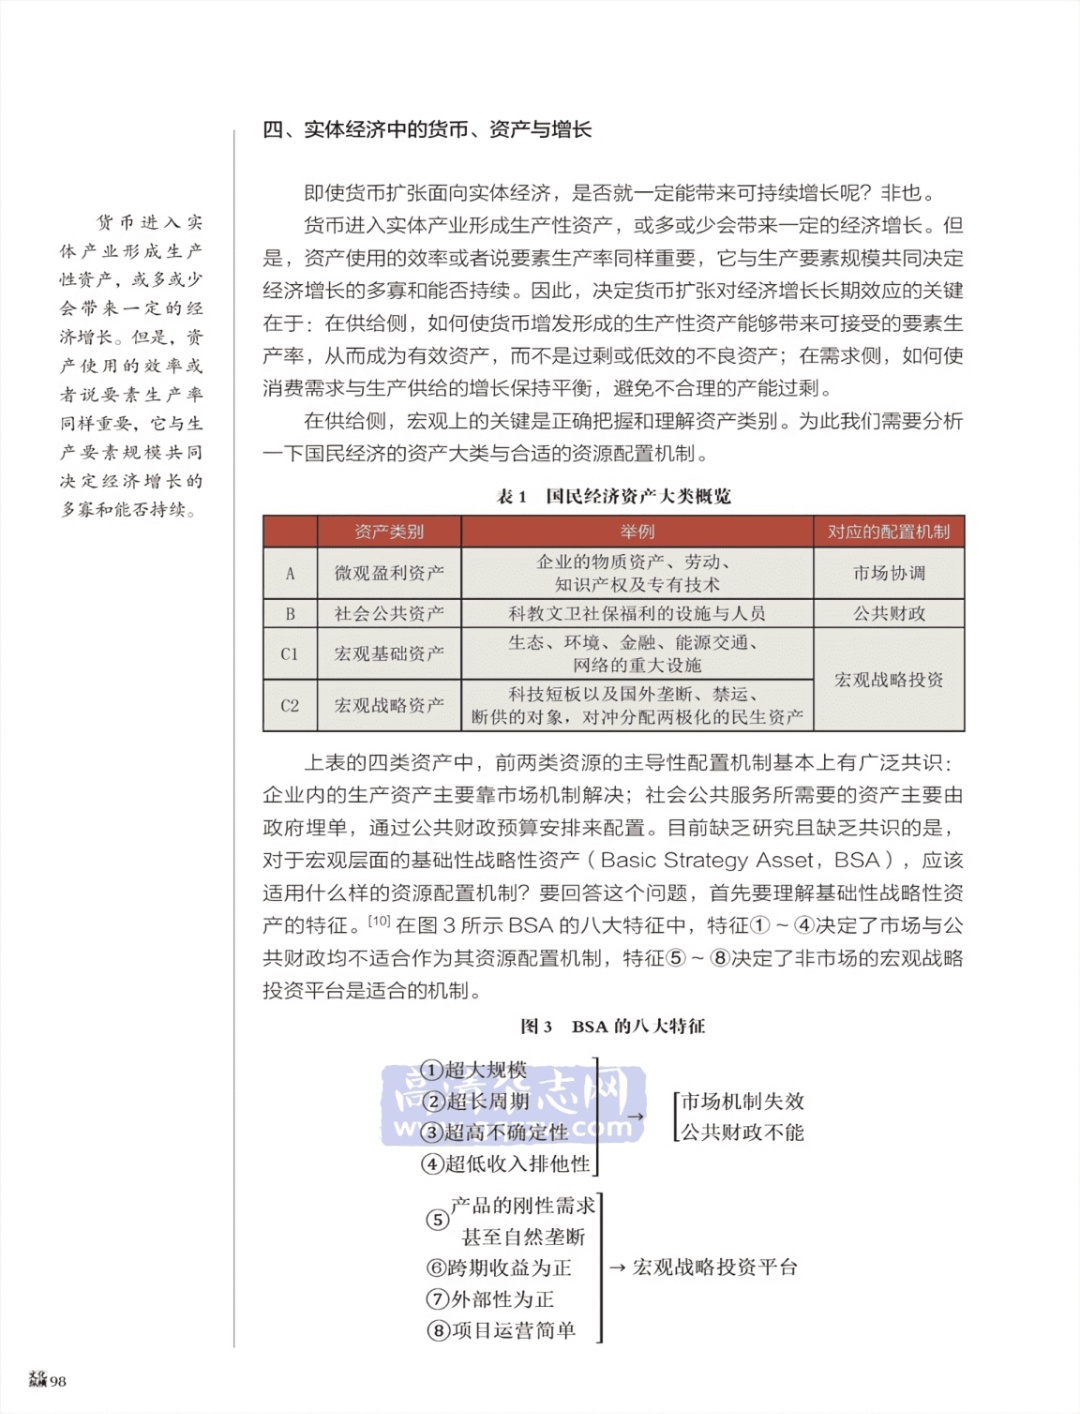 四、实体经济中的货币、资产与增长
即使货币扩张面向实体经济，是否就一定能带来可持续增长呢？非也。
货币进入实体产业形成生产性资产，或多或少会带来一定的经济增长。但
是，资产使用的效率或者说要素生产率同样重要，它与生产要素规模共同决定
经济增长的多寡和能否持续。因此，决定货币扩张对经济增长长期效应的关键
在于：在供给侧，如何使货币增发形成的生产性资产能够带来可接受的要素生
产率，从而成为有效资产，而不是过剩或低效的不良资产；在需求侧，如何使
消费需求与生产供给的增长保持平衡，避免不合理的产能过剩。
在供给侧，宏观上的关键是正确把握和理解资产类别。为此我们需要分析
一下国民经济的资产大类与合适的资源配置机制。
货币进入实
体产业形成生产
性资产，或多或少
会带来一定的经
济增长。但是，资
产使用的效率或
者说要素生产率
同样重要，它与生
产要素规模共同
决定经济增长的
多寡和能否持续。
表 1 国民经济资产大类概览
资产类别 举例 对应的配置机制
A 微观盈利资产 企业的物质资产、劳动、
知识产权及专有技术 市场协调
B 社会公共资产 科教文卫社保福利的设施与人员 公共财政
C1 宏观基础资产 生态、环境、金融、能源交通、
网络的重大设施
宏观战略投资
C2 宏观战略资产 科技短板以及国外垄断、禁运、
断供的对象，对冲分配两极化的民生资产
上表的四类资产中，前两类资源的主导性配置机制基本上有广泛共识：
企业内的生产资产主要靠市场机制解决；社会公共服务所需要的资产主要由
政府埋单，通过公共财政预算安排来配置。目前缺乏研究且缺乏共识的是，
对于宏观层面的基础性战略性资产（Basic Strategy Asset，BSA），应该
适用什么样的资源配置机制？要回答这个问题，首先要理解基础性战略性资
产的特征。[10] 在图 3 所示 BSA 的八大特征中，特征①～④决定了市场与公
共财政均不适合作为其资源配置机制，特征⑤～⑧决定了非市场的宏观战略
投资平台是适合的机制。
图 3 BSA 的八大特征
①超大规模
②超长周期
③超高不确定性
④超低收入排他性
→
市场机制失效
公共财政不能
⑤产品的刚性需求
甚至自然垄断
⑥跨期收益为正
⑦外部性为正
⑧项目运营简单
→ 宏观战略投资平台
高清杂志网
文化
纵横 98